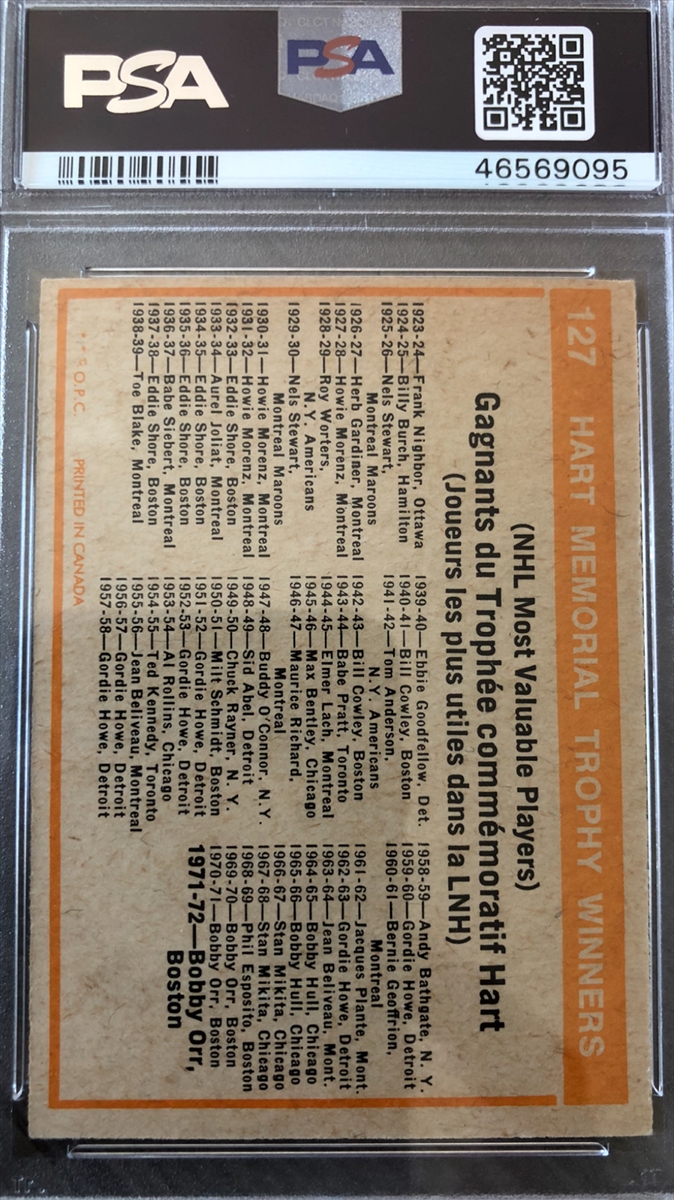 PSA
PSA
46569095
127 HART MEMORIAL TROPHY WINNERS
(NHL Most Valuable Players)
Gagnants du Trophée commémoratif Hart
(Joueurs les plus utiles dans la LNH)
1923-24—Frank Nighbor, Ottawa
1924-25—Billy Burch, Hamilton
1925-26—Nels Stewart,
Montreal Maroons
1926-27—Herb Gardiner, Montreal
1927-28—Howie Morenz, Montreal
1928-29—Roy Worters,
N.Y. Americans
1929-30—Nels Stewart,
Montreal Maroons
1930-31—Howie Morenz, Montreal
1931-32—Howie Morenz, Montreal
1932-33—Eddie Shore, Boston
1933-34—Aurel Joliat, Montreal
1934-35—Eddie Shore, Boston
1935-36—Eddie Shore, Boston
1936-37—Babe Siebert, Montreal
1937-38—Eddie Shore, Boston
1938-39—Toe Blake, Montreal
1939-40—Ebbie Goodfellow, Det.
1940-41—Bill Cowley, Boston
1941-42—Tom Anderson,
N.Y. Americans
1942-43—Bill Cowley, Boston
1943-44—Babe Pratt, Toronto
1944-45—Elmer Lach, Montreal
1945-46—Max Bentley, Chicago
1946-47—Maurice Richard,
Montreal
1947-48—Buddy O'Connor, N.Y.
1948-49—Sid Abel, Detroit
1949-50—Chuck Rayner, N. Y.
1950-51—Milt Schmidt, Boston
1951-52—Gordie Howe, Detroit
1952-53—Gordie Howe, Detroit
1953-54—Al Rollins, Chicago
1954-55—Ted Kennedy, Toronto
1955-56—Jean Beliveau, Montreal
1956-57—Gordie Howe, Detroit
1957-58—Gordie Howe, Detroit
1958-59—Andy Bathgate, N. Y.
1959-60—Gordie Howe, Detroit
1960-61—Bernie Geoffrion,
Montreal
1961-62—Jacques Plante, Mont.
1962-63—Gordie Howe, Detroit
1963-64—Jean Beliveau, Mont.
1964-65—Bobby Hull, Chicago
1965-66—Bobby Hull, Chicago
1966-67—Stan Mikita, Chicago
1967-68—Stan Mikita, Chicago
1968-69—Phil Esposito, Boston
1969-70—Bobby Orr, Boston
1970-71—Bobby Orr, Boston
1971-72—Bobby Orr,
Boston
O.P.C. PRINTED IN CANADA